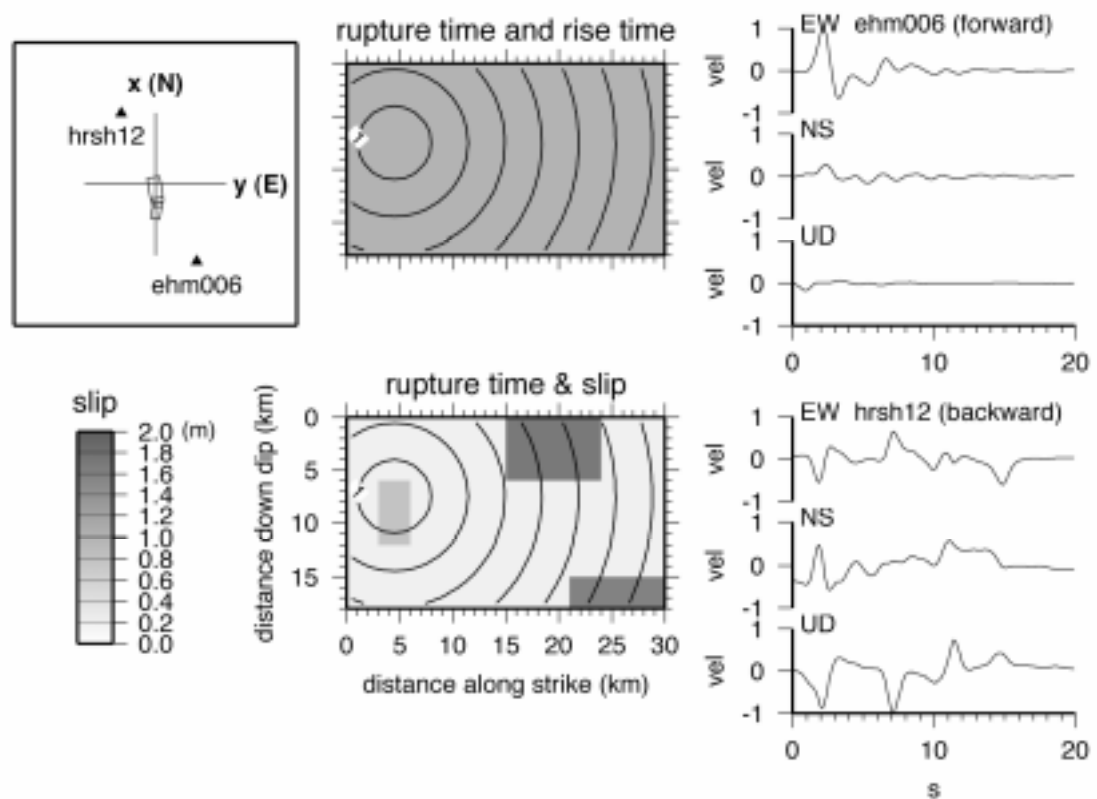 x (N)
hrsh12
y (E)
ehm006
rupture time and rise time
1
EW ehm006 (forward)
vel
1
0
-1
NS
vel
1
0
-1
UD
vel
1
0
-1
0 10 20
slip
2.0 (m)
1.8
1.6
1.4
1.2
1.0
0.8
0.6
0.4
0.2
0.0
rupture time & slip
distance down dip (km)
0
5
10
15
1
0 5 10 15 20 25 30
distance along strike (km)
EW hrsh12 (backward)
vel
1
0
-1
NS
vel
1
0
-1
UD
vel
1
0
-1
0 10 20
s